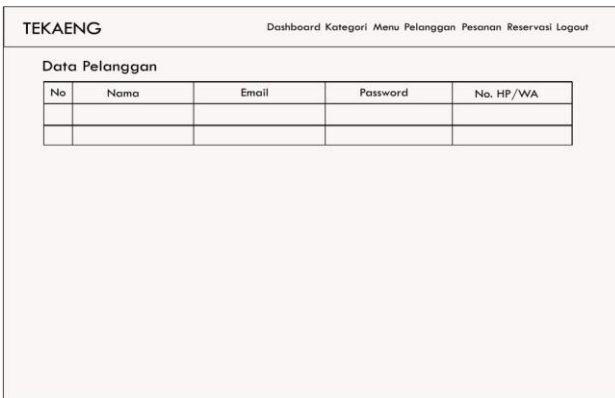 TEKAENG
Dashboard Kategori Menu Pelanggan Pesanan Reservasi Logout
Data Pelanggan
No Nama Email Password No. HP/WA